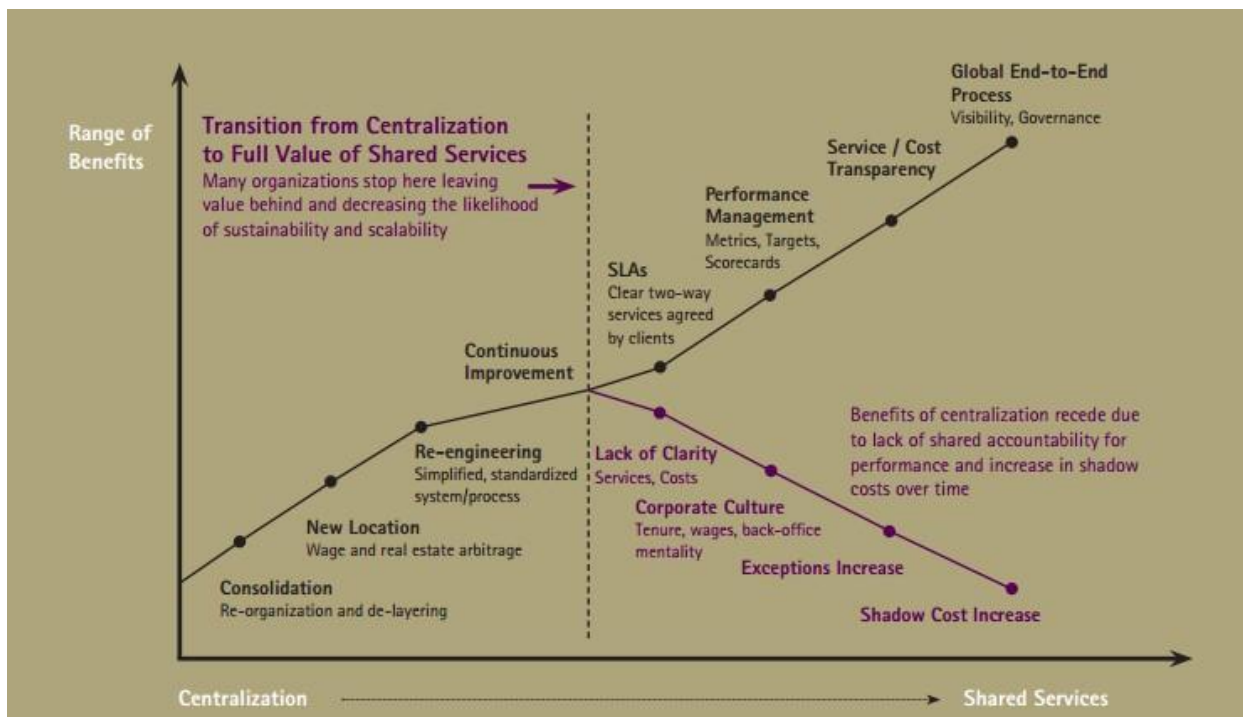 Range of
Benefits
Transition from Centralization
to Full Value of Shared Services
Many organizations stop here leaving
value behind and decreasing the likelihood
of sustainability and scalability
Global End-to-End
Process
Visibility, Governance
Service / Cost
Transparency
Performance
Management
Metrics, Targets,
Scorecards
SLAs
Clear two-way
services agreed
by clients
Continuous
Improvement
Re-engineering
Simplified, standardized
system/process
New Location
Wage and real estate arbitrage
Consolidation
Re-organization and de-layering
Lack of Clarity
Services, Costs
Corporate Culture
Tenure, wages, back-office
mentality
Exceptions Increase
Shadow Cost Increase
Benefits of centralization recede due
to lack of shared accountability for
performance and increase in shadow
costs over time
Centralization
Shared Services